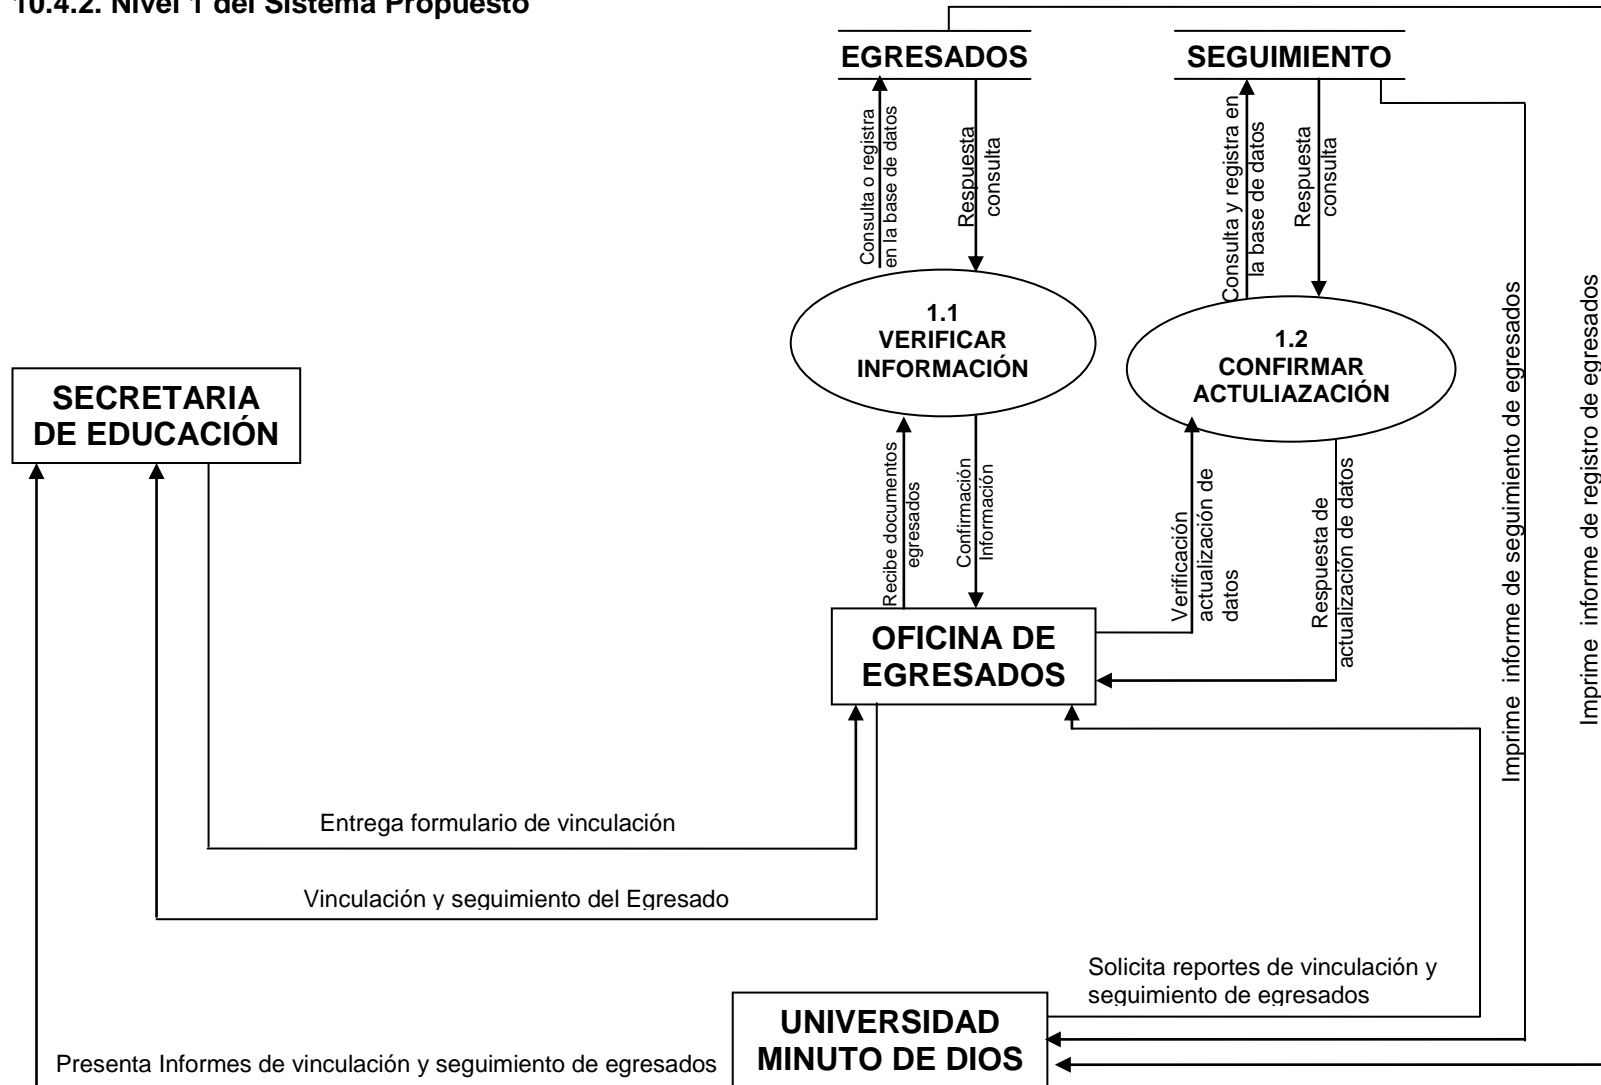 10.4.2. Nivel 1 del Sistema Propuesto
EGRESADOS
SEGUIMIENTO
Consulta o registra
en la base de datos
Respuesta
consulta
Consulta y registra en
la base de datos
Respuesta
consulta
1.1
VERIFICAR
INFORMACIÓN
1.2
CONFIRMAR
ACTULIAZACIÓN
SECRETARIA
DE EDUCACIÓN
Recibe documentos
egresados
Confirmación
Información
Verificación
actualización de
datos
Respuesta de
actualización de datos
Imprime informe de seguimiento de egresados
Imprime informe de registro de egresados
OFICINA DE
EGRESADOS
Entrega formulario de vinculación
Vinculación y seguimiento del Egresado
Solicita reportes de vinculación y
seguimiento de egresados
UNIVERSIDAD
MINUTO DE DIOS
Presenta Informes de vinculación y seguimiento de egresados